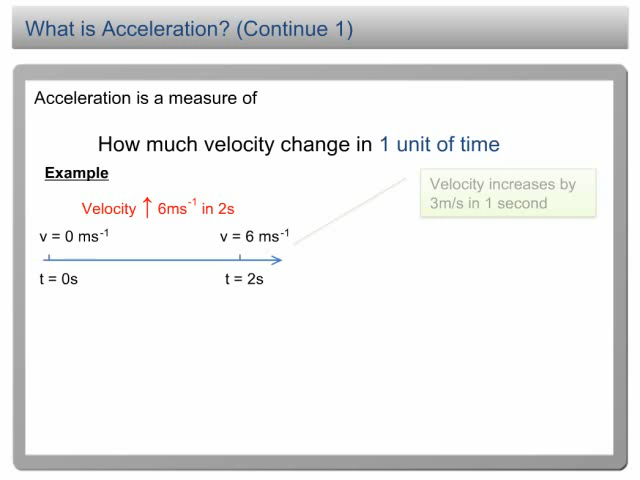 What is Acceleration? (Continue 1)
Acceleration is a measure of
How much velocity change in 1 unit of time
Example
Velocity increases by
3m/s in 1 second
Velocity ↑ 6ms⁻¹ in 2s
v = 0 ms⁻¹ v = 6 ms⁻¹
t = 0s t = 2s